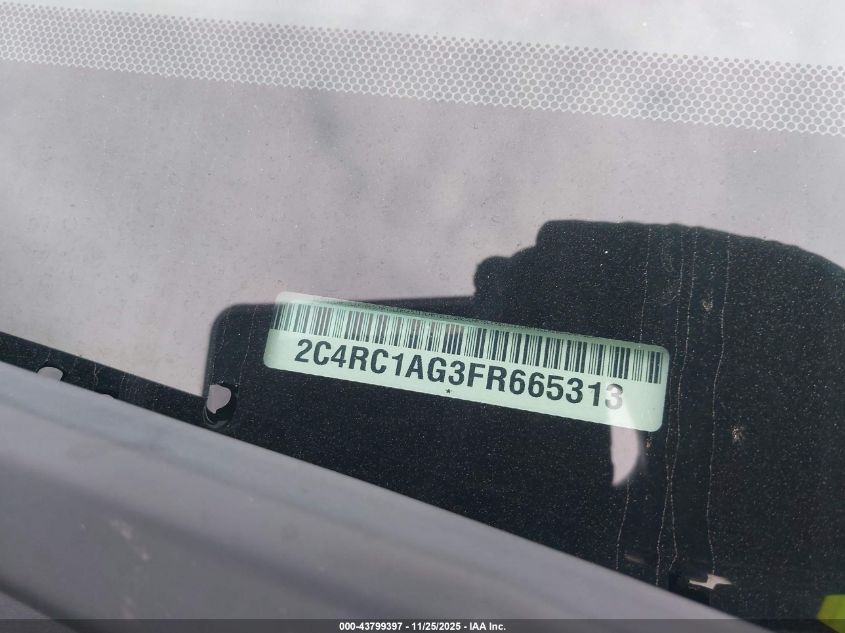 2C4RC1AG3FR665313
*
000-43799397 - 11/25/2025 - IAA Inc.